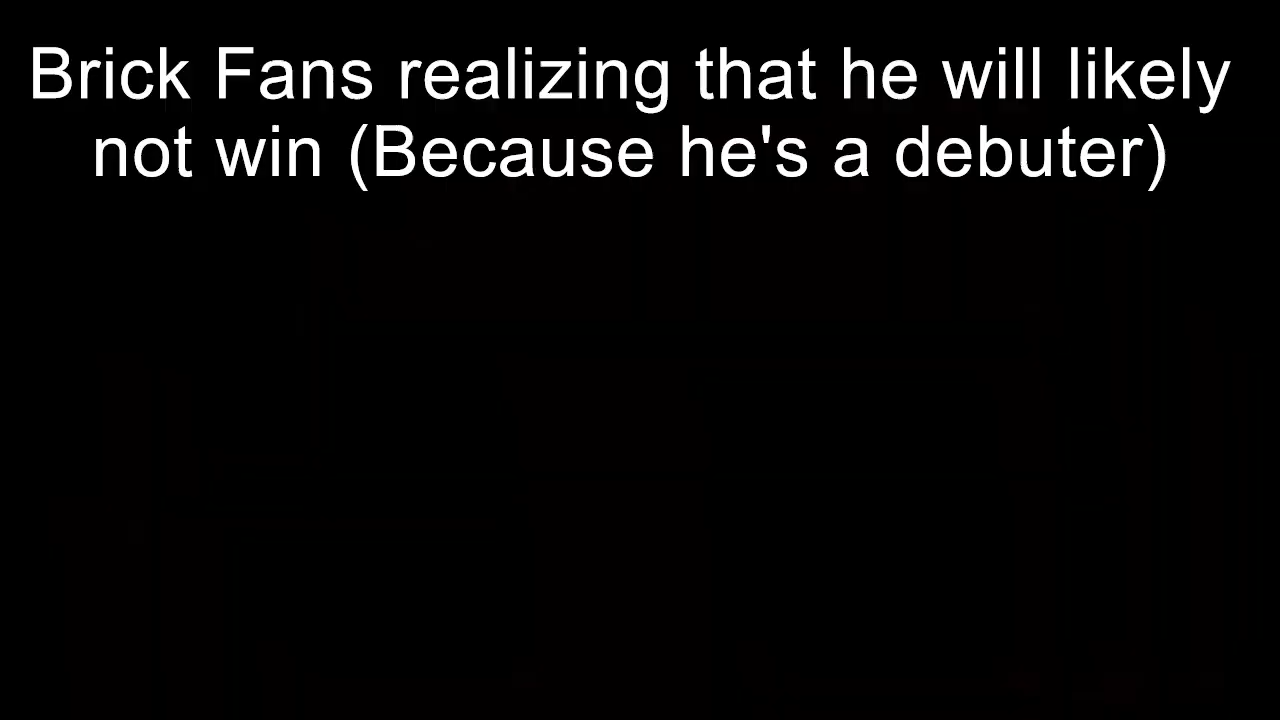 Brick Fans realizing that he will likely
not win (Because he's a debuter)